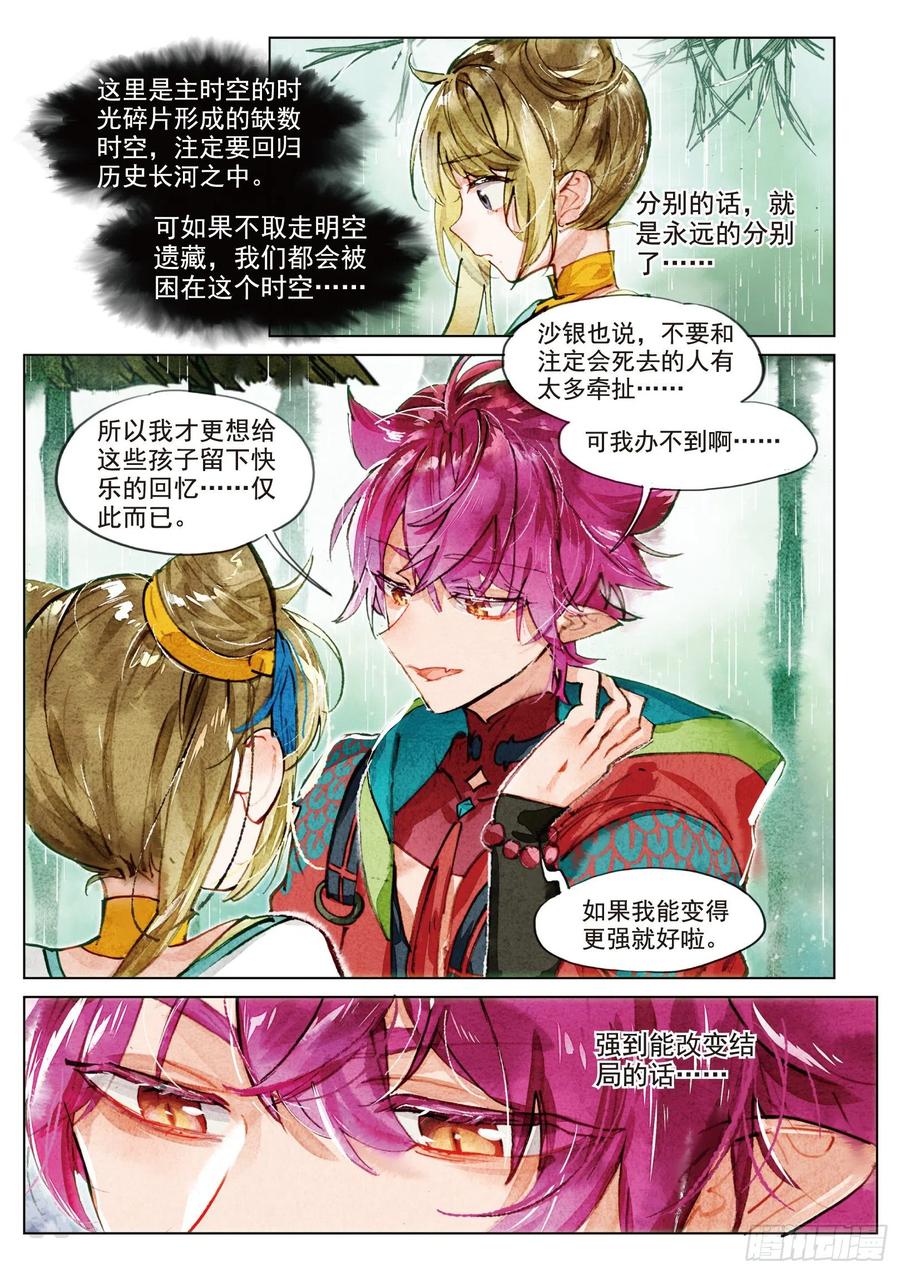 这里是主时空的时
光碎片形成的缺数
时空，注定要回归
历史长河之中。
可如果不取走明空
遗藏，我们都会被
困在这个时空……
分别的话，就
是永远的分别
了……
沙银也说，不要和
注定会死去的人有
太多牵扯……
可我办不到啊……
所以我才更想给
这些孩子留下快
乐的回忆……仅
此而已。
如果我能变得
更强就好啦。
强到能改变结
局的话……
腾讯动漫